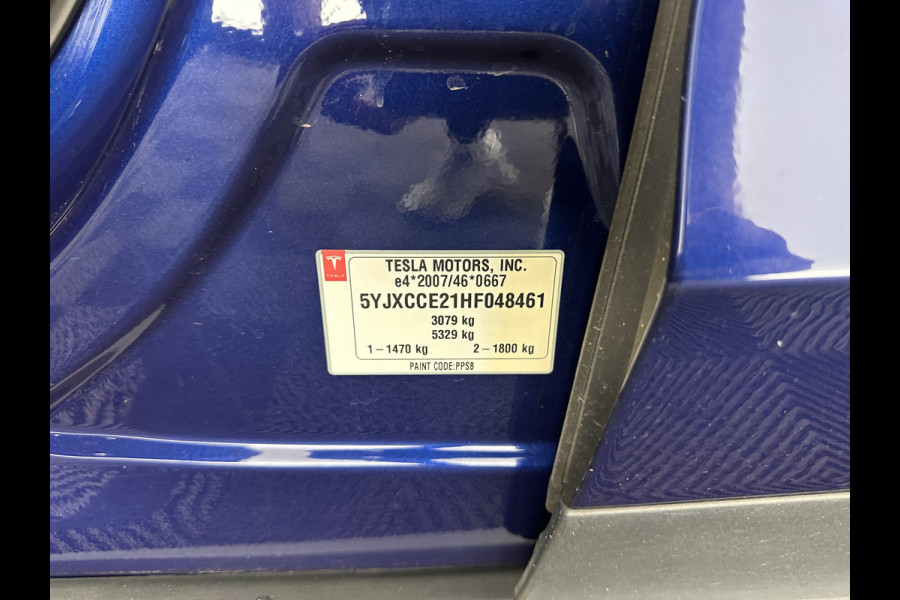 TESLA
TESLA MOTORS, INC.
e4*2007/46*0667
5YJXCCE21HF048461
3079 kg
5329 kg
1-1470 kg 2-1800 kg
PAINT CODE:PPSB